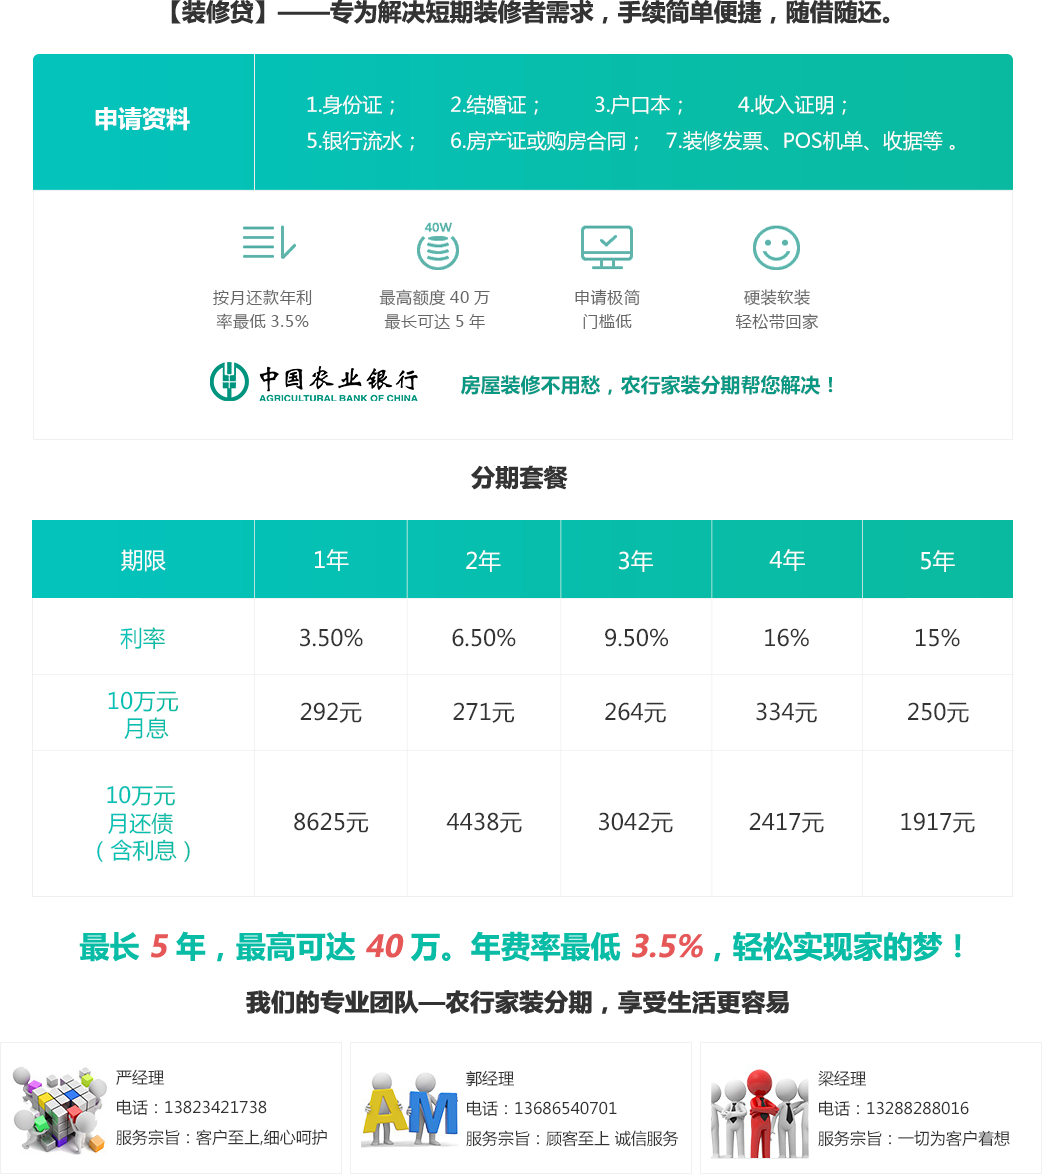 【装修贷】——专为解决短期装修者需求，手续简单便捷，随借随还。
申请资料
1.身份证； 2.结婚证； 3.户口本； 4.收入证明；
5.银行流水； 6.房产证或购房合同； 7.装修发票、POS机单、收据等 。
40W
按月还款年利
率最低 3.5%
最高额度 40 万
最长可达 5 年
申请极简
门槛低
硬装软装
轻松带回家
中国农业银行
AGRICULTURAL BANK OF CHINA
房屋装修不用愁，农行家装分期帮您解决！
分期套餐
期限 1年 2年 3年 4年 5年
利率 3.50% 6.50% 9.50% 16% 15%
10万元
月息
292元 271元 264元 334元 250元
10万元
月还债
（含利息）
8625元 4438元 3042元 2417元 1917元
最长 5 年，最高可达 40 万。年费率最低 3.5%，轻松实现家的梦！
我们的专业团队—农行家装分期，享受生活更容易
AM
严经理
电话：13823421738
服务宗旨：客户至上,细心呵护
郭经理
电话：13686540701
服务宗旨：顾客至上 诚信服务
梁经理
电话：13288288016
服务宗旨：一切为客户着想